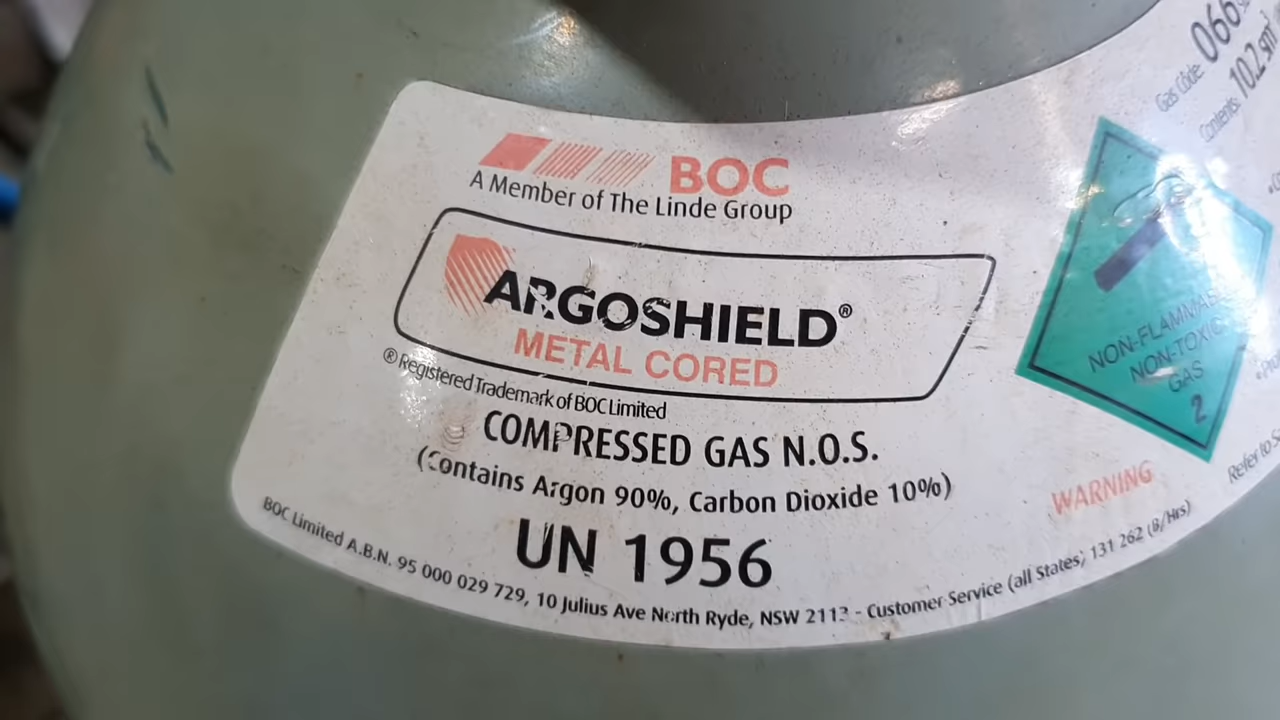 BOC
A Member of The Linde Group
ARGOSHIELD®
METAL CORED
® Registered Trademark of BOC Limited
COMPRESSED GAS N.O.S.
(Contains Argon 90%, Carbon Dioxide 10%)
UN 1956
BOC Limited A.B.N. 95 000 029 729, 10 Julius Ave North Ryde, NSW 2113 - Customer Service (all States) 131 262 (B/Hrs)
WARNING
Gas Code: 066
Contents: 10.2 sm³
NON-FLAMMABLE
NON-TOXIC
GAS
2
Refer to